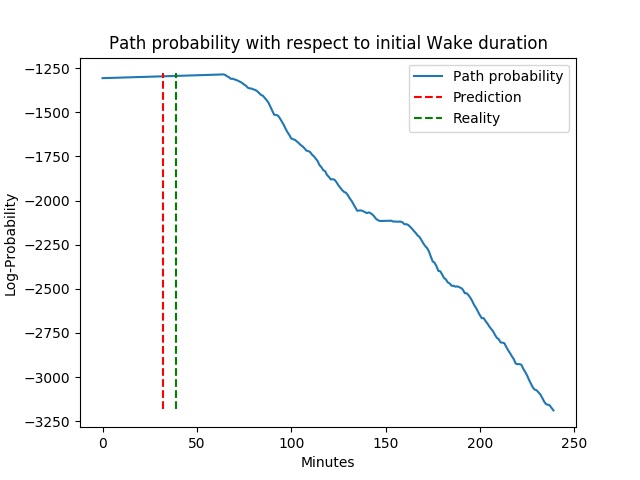 Path probability with respect to initial Wake duration
Path probability
Prediction
Reality
Log-Probability
−1250
−1500
−1750
−2000
−2250
−2500
−2750
−3000
−3250
0 50 100 150 200 250
Minutes